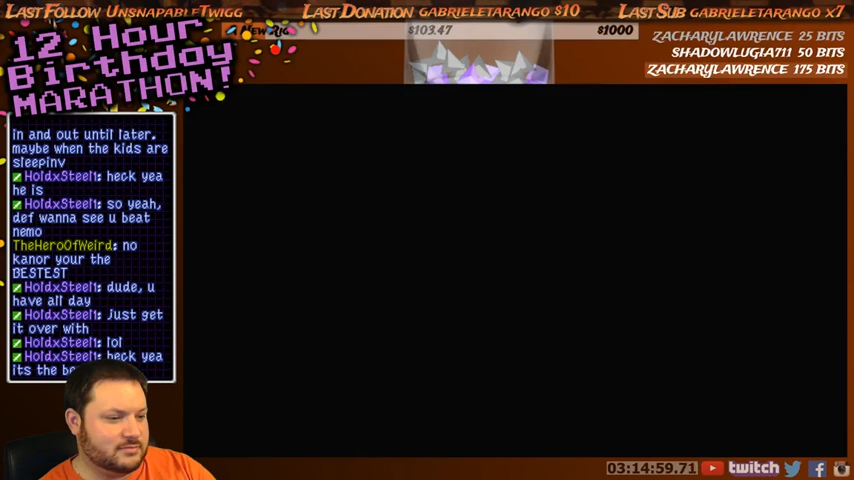 LAST FOLLOW UNSNAPABLETWIGG
LAST DONATION GABRIELETARANGO $10
LAST SUB GABRIELETARANGO X7
$103.47
$1000
ZACHARYLAWRENCE 25 BITS
SHADOWLUGIA711 50 BITS
ZACHARYLAWRENCE 175 BITS
12 Hour
Birthday
MARATHON!
in and out until later.
maybe when the kids are
sleepinv
HoldxSteel1: heck yea
he is
HoldxSteel1: so yeah,
def wanna see u beat
nemo
TheHeroOfWeird: no
kanor your the
BESTEST
HoldxSteel1: dude, u
have all day
HoldxSteel1: Just get
it over with
HoldxSteel1: lol
HoldxSteel1: heck yea
its the
03:14:59.71
twitch